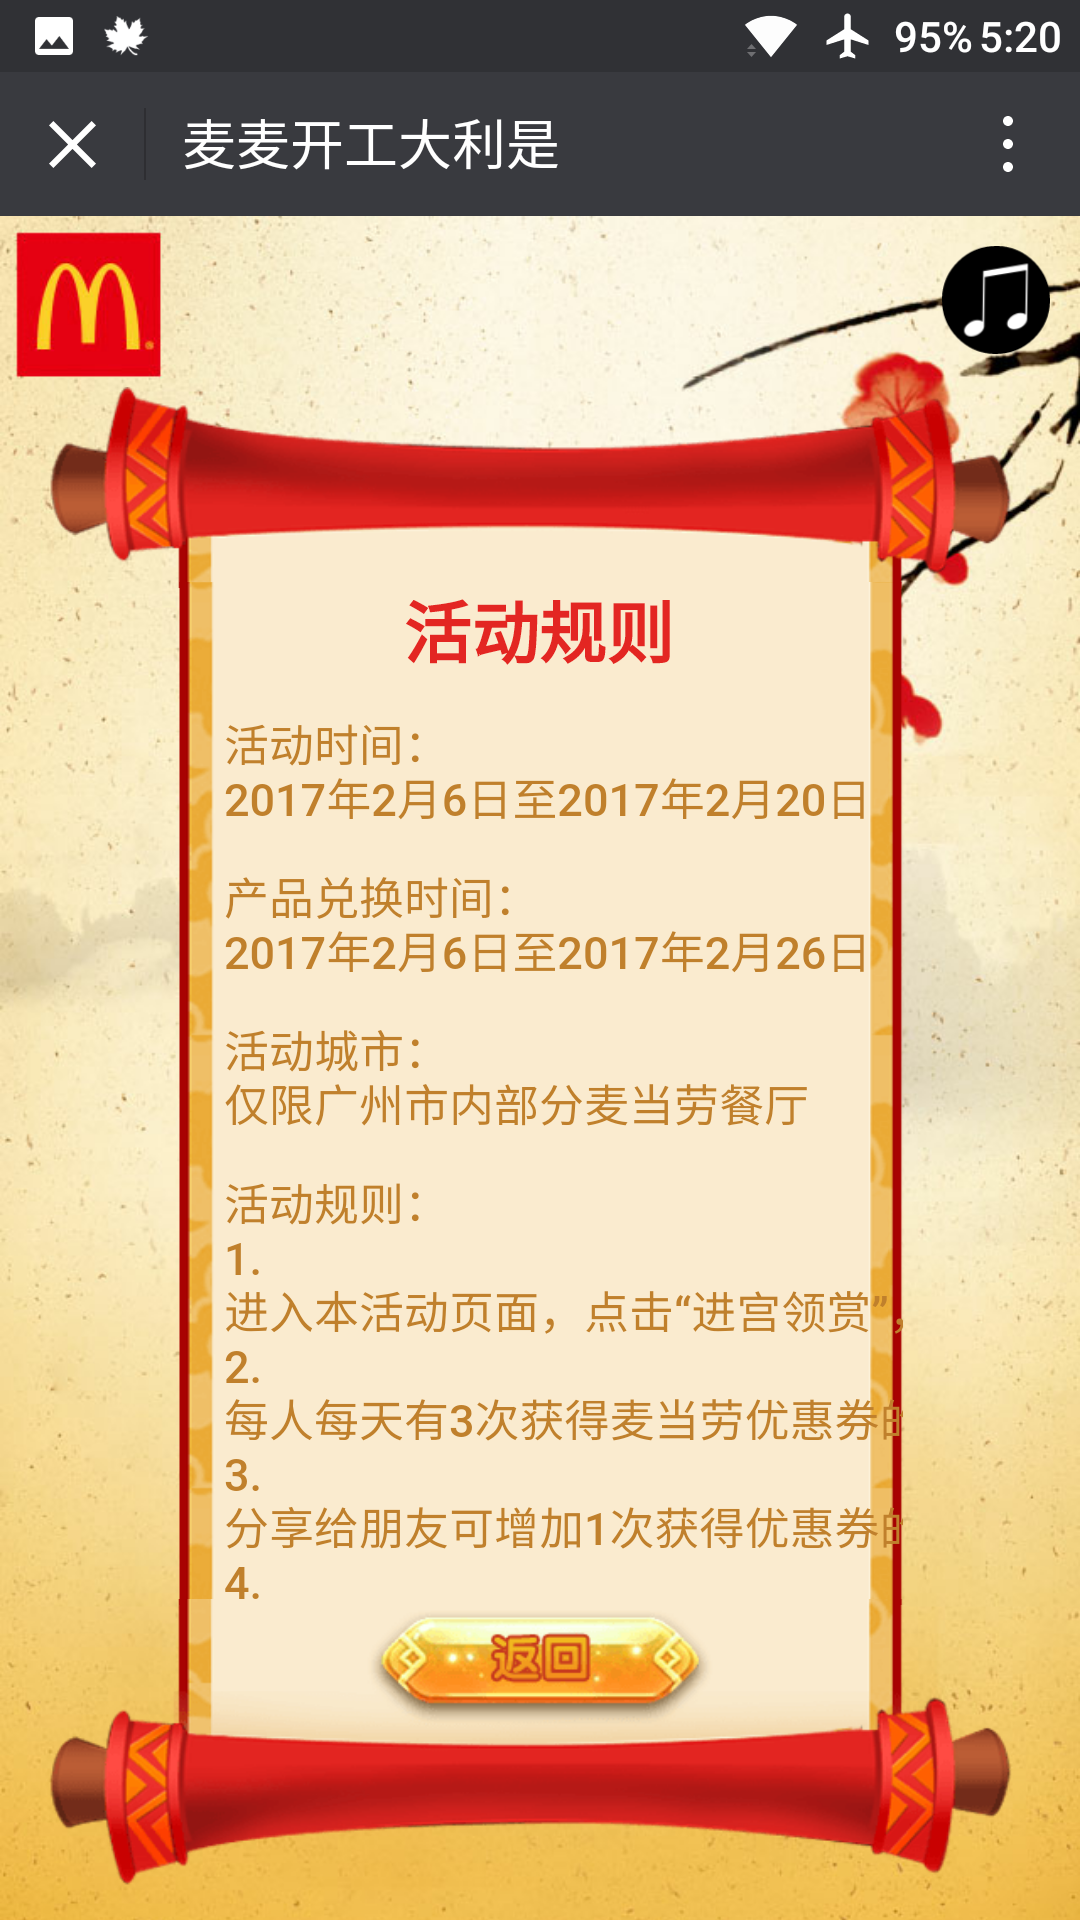 95% 5:20
麦麦开工大利是
活动规则
活动时间：
2017年2月6日至2017年2月20日
产品兑换时间：
2017年2月6日至2017年2月26日
活动城市：
仅限广州市内部分麦当劳餐厅
活动规则：
1.
进入本活动页面，点击“进宫领赏”，
2.
每人每天有3次获得麦当劳优惠券的
3.
分享给朋友可增加1次获得优惠券的
4.
返回